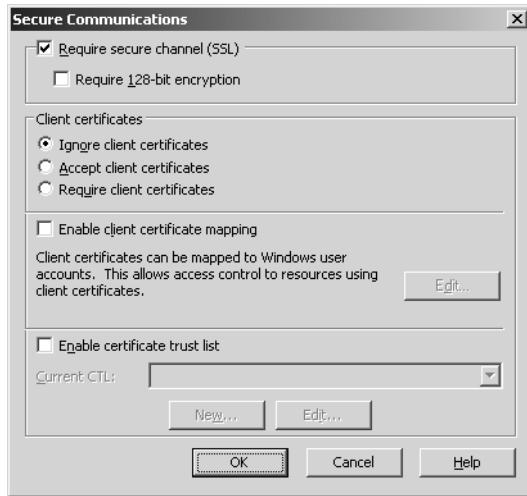 Secure Communications
Require secure channel (SSL)
Require 128-bit encryption
Client certificates
Ignore client certificates
Accept client certificates
Require client certificates
Enable client certificate mapping
Client certificates can be mapped to Windows user
accounts. This allows access control to resources using
client certificates.
Edit...
Enable certificate trust list
Current CTL:
New... Edit...
OK Cancel Help